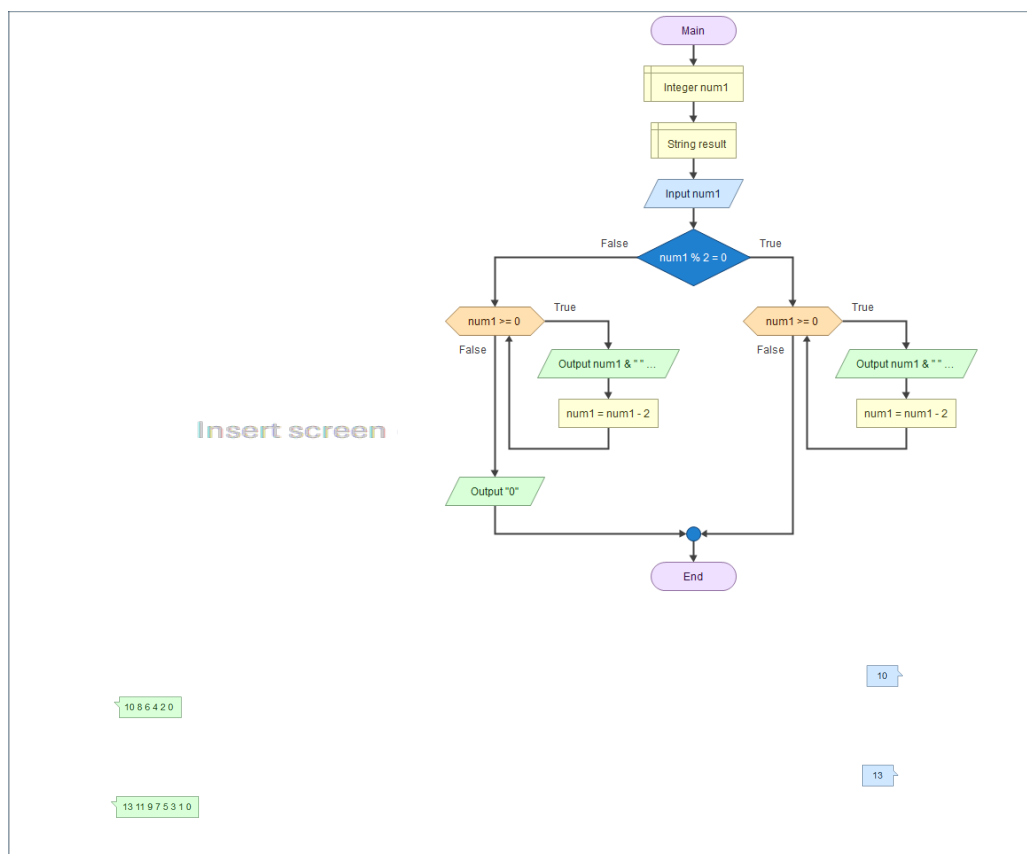 Main
Integer num1
String result
Input num1
False
True
num1 % 2 = 0
num1 >= 0
True
False
Output num1 & " " ...
num1 = num1 - 2
num1 >= 0
True
False
Output num1 & " " ...
num1 = num1 - 2
Insert screen
Output "0"
End
10
10 8 6 4 2 0
13
13 11 9 7 5 3 1 0